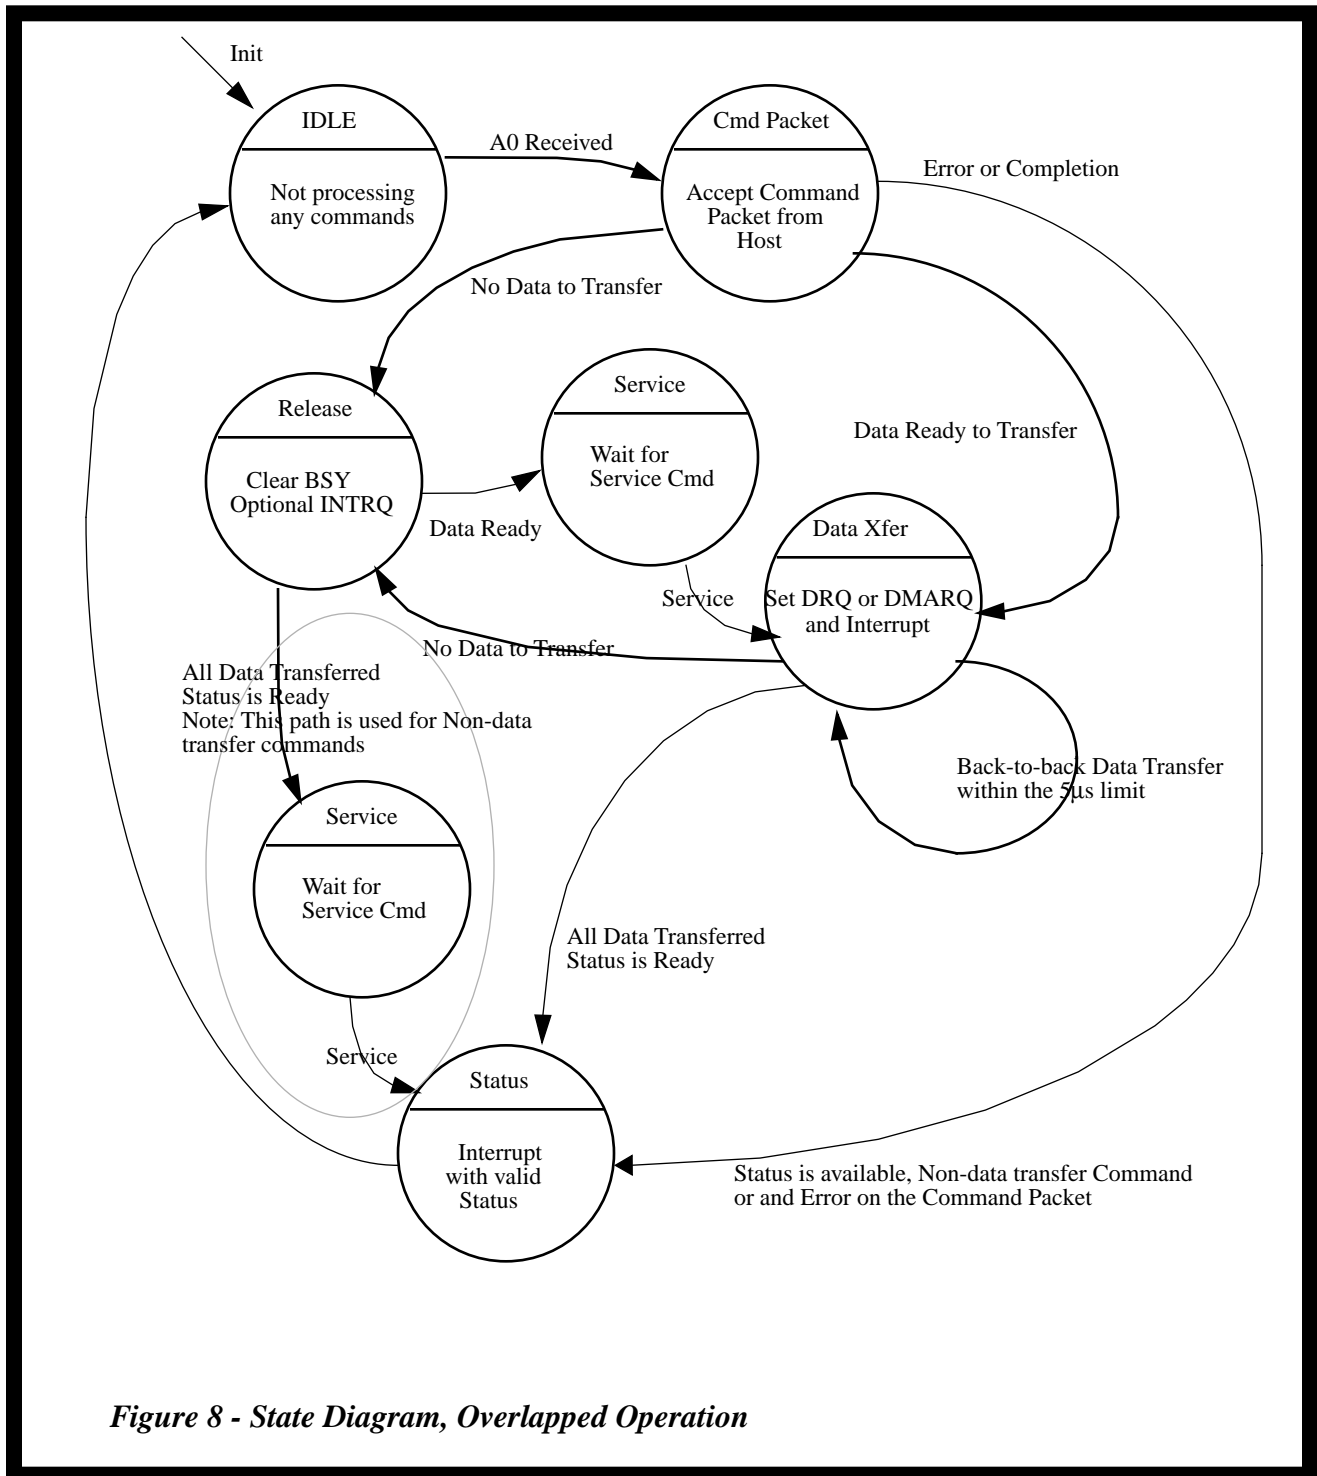 Init
IDLE
Not processing
any commands
A0 Received
Cmd Packet
Accept Command
Packet from
Host
Error or Completion
No Data to Transfer
Release
Clear BSY
Optional INTRQ
Data Ready
Service
Wait for
Service Cmd
Data Ready to Transfer
Service
Data Xfer
Set DRQ or DMARQ
and Interrupt
No Data to Transfer
All Data Transferred
Status is Ready
Note: This path is used for Non-data
transfer commands
Back-to-back Data Transfer
within the 5μs limit
Service
Wait for
Service Cmd
All Data Transferred
Status is Ready
Service
Status
Interrupt
with valid
Status
Status is available, Non-data transfer Command
or and Error on the Command Packet
Figure 8 - State Diagram, Overlapped Operation